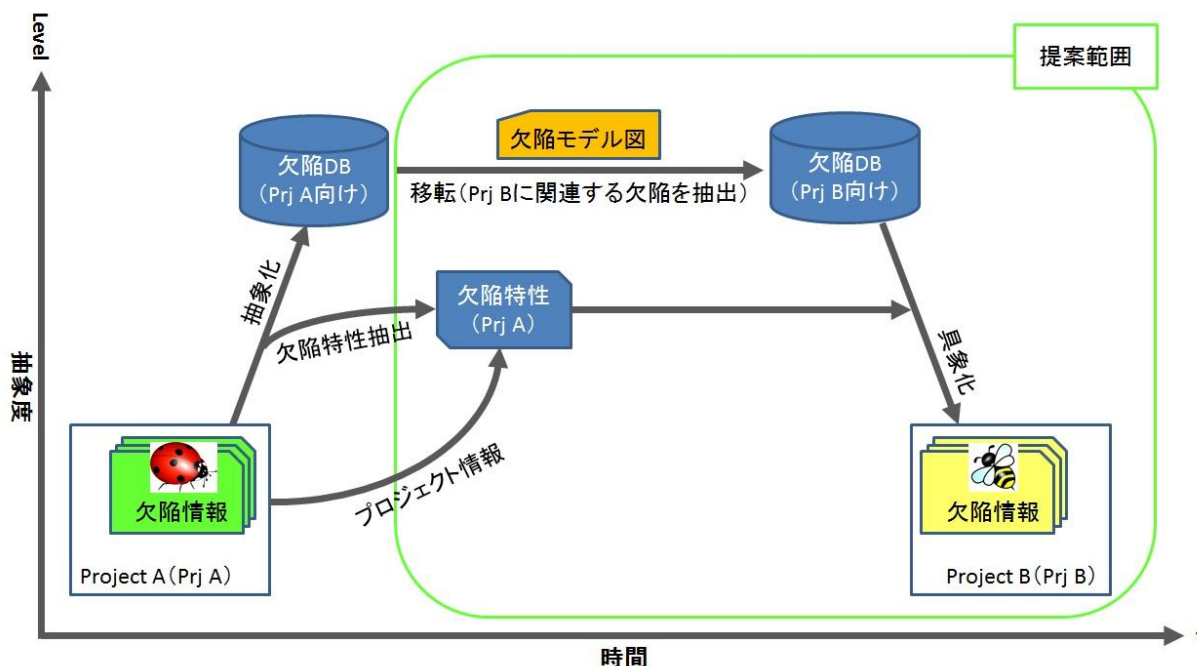 Level
提案範囲
欠陥モデル図
欠陥DB
（Prj A向け）
欠陥DB
（Prj B向け）
移転（Prj Bに関連する欠陥を抽出）
抽象化
欠陥特性
（Prj A）
欠陥特性抽出
具象化
抽象度
プロジェクト情報
欠陥情報
欠陥情報
Project A（Prj A）
Project B（Prj B）
時間